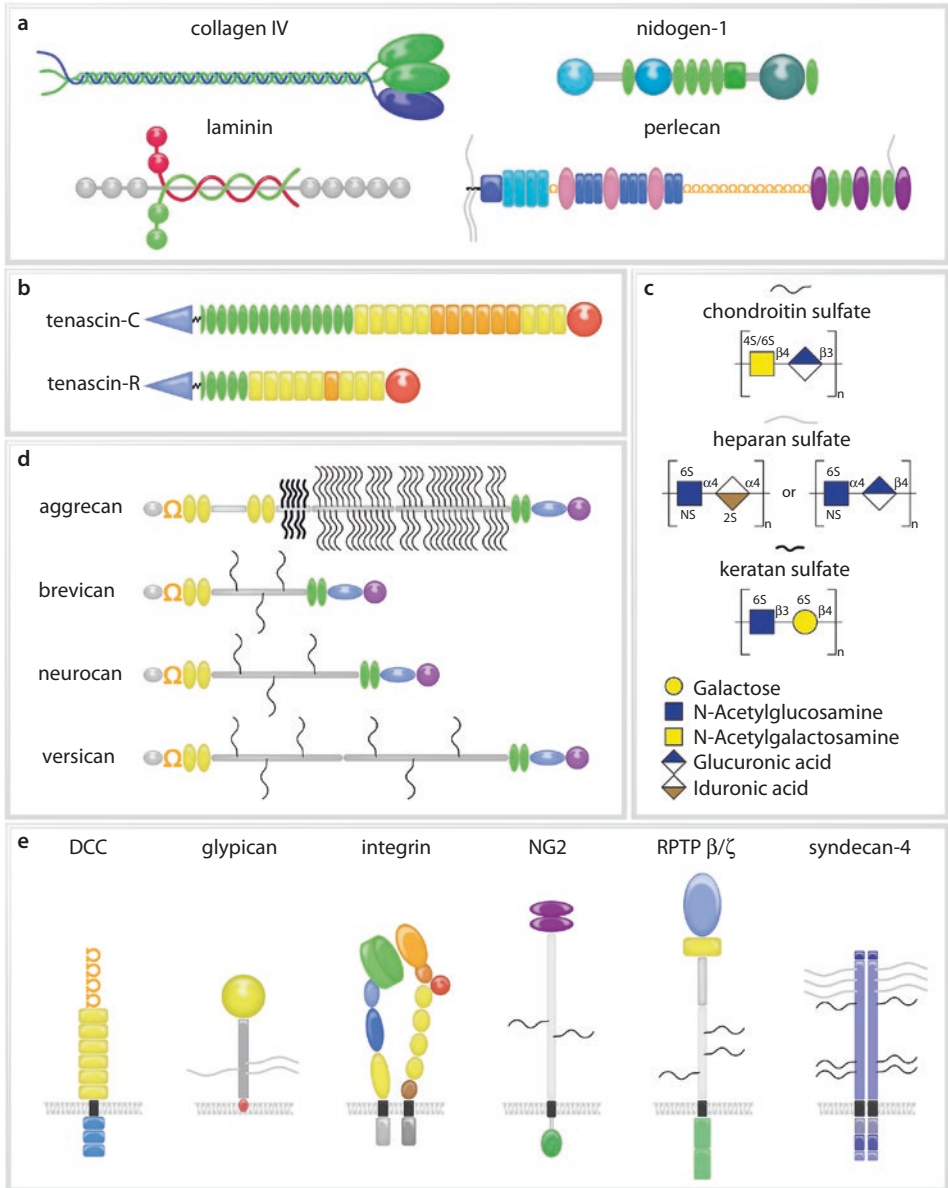 a
collagen IV
nidogen-1
laminin
perlecan
b
tenascin-C
tenascin-R
c
chondroitin sulfate
4S/6S β4 β3
n
heparan sulfate
6S α4 α4
NS 2S n
or
6S α4 β4
NS n
keratan sulfate
6S β3 6S β4
n
Galactose
N-Acetylglucosamine
N-Acetylgalactosamine
Glucuronic acid
Iduronic acid
d
aggrecan
Ω
brevican
Ω
neurocan
Ω
versican
Ω
e
DCC
glypican
integrin
NG2
RPTP β/ζ
syndecan-4